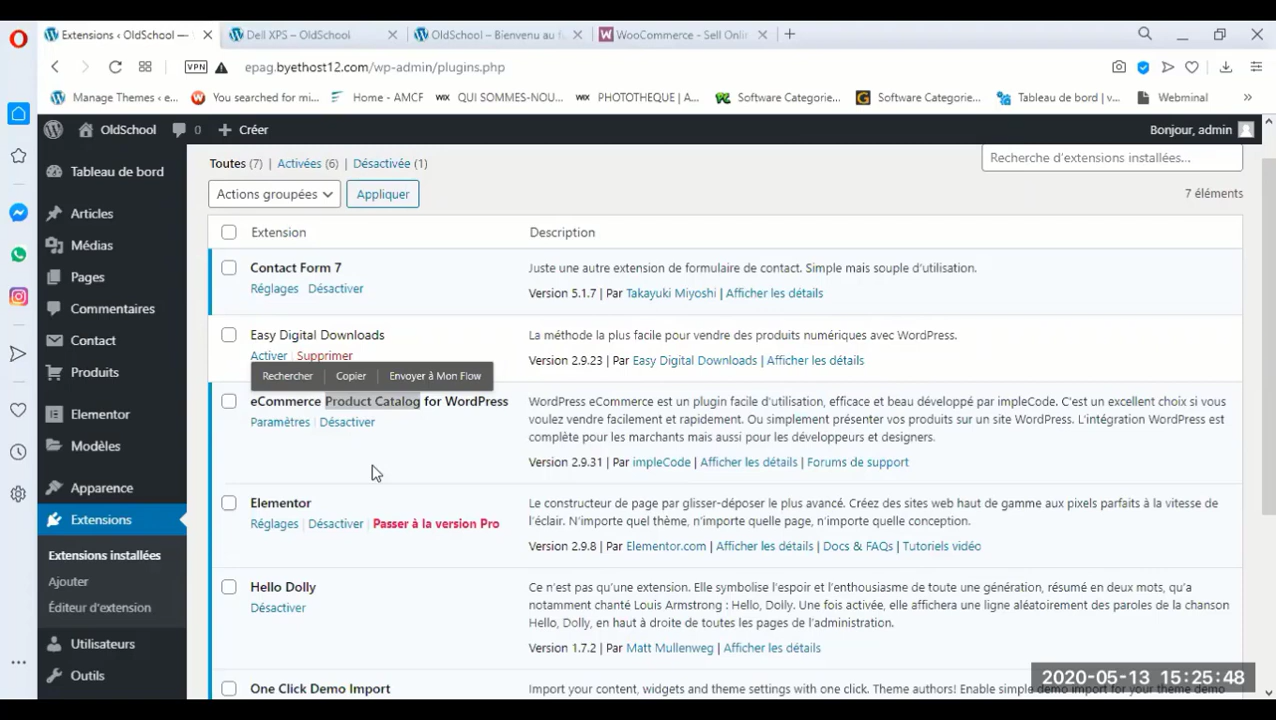 Extensions ‹ OldSchool —
Dell XPS – OldSchool
OldSchool – Bienvenu au f
WooCommerce - Sell Onlin
VPN
epag.byethost12.com/wp-admin/plugins.php
Manage Themes ‹ e...
You searched for mi...
Home - AMCF
WIX QUI SOMMES-NOU...
WIX PHOTOTHEQUE | A...
Software Categorie...
G Software Categorie...
Tableau de bord | v...
Webminal
OldSchool
0
Créer
Bonjour, admin
Tableau de bord
Articles
Médias
Pages
Commentaires
Contact
Produits
Elementor
Modèles
Apparence
Extensions
Extensions installées
Ajouter
Éditeur d'extension
Utilisateurs
Outils
Toutes (7) | Activées (6) | Désactivée (1)
Recherche d'extensions installées...
Actions groupées
Appliquer
7 éléments
Extension
Description
Contact Form 7
Réglages Désactiver
Juste une autre extension de formulaire de contact. Simple mais souple d'utilisation.
Version 5.1.7 | Par Takayuki Miyoshi | Afficher les détails
Easy Digital Downloads
Activer | Supprimer
La méthode la plus facile pour vendre des produits numériques avec WordPress.
Version 2.9.23 | Par Easy Digital Downloads | Afficher les détails
Rechercher
Copier
Envoyer à Mon Flow
eCommerce Product Catalog for WordPress
Paramètres | Désactiver
WordPress eCommerce est un plugin facile d'utilisation, efficace et beau développé par impleCode. C'est un excellent choix si vous
voulez vendre facilement et rapidement. Ou simplement présenter vos produits sur un site WordPress. L'intégration WordPress est
complète pour les marchants mais aussi pour les développeurs et designers.
Version 2.9.31 | Par impleCode | Afficher les détails | Forums de support
Elementor
Réglages | Désactiver | Passer à la version Pro
Le constructeur de page par glisser-déposer le plus avancé. Créez des sites web haut de gamme aux pixels parfaits à la vitesse de
l'éclair. N'importe quel thème, n'importe quelle page, n'importe quelle conception.
Version 2.9.8 | Par Elementor.com | Afficher les détails | Docs & FAQs | Tutoriels vidéo
Hello Dolly
Désactiver
Ce n'est pas qu'une extension. Elle symbolise l'espoir et l'enthousiasme de toute une génération, résumé en deux mots, qu'a
notamment chanté Louis Armstrong : Hello, Dolly. Une fois activée, elle affichera une ligne aléatoirement des paroles de la chanson
Hello, Dolly, en haut à droite de toutes les pages de l'administration.
Version 1.7.2 | Par Matt Mullenweg | Afficher les détails
One Click Demo Import
Import your content, widgets and theme settings with one click. Theme authors! Enable simple demo import for your theme demo
2020-05-13 15:25:48